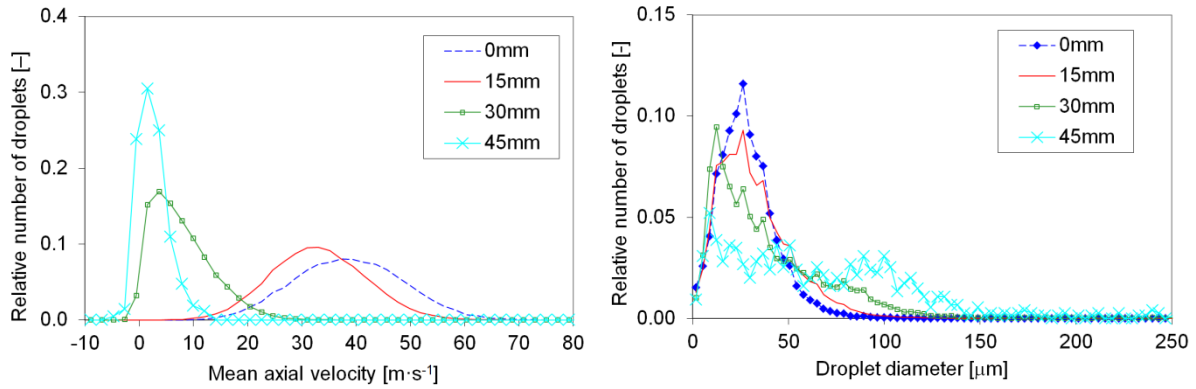 0.4
0.3
0.2
0.1
0.0
Relative number of droplets [–]
-10 0 10 20 30 40 50 60 70 80
Mean axial velocity [m·s⁻¹]
0mm
15mm
30mm
45mm
0.15
0.10
0.05
0.00
Relative number of droplets [-]
0 50 100 150 200 250
Droplet diameter [µm]
0mm
15mm
30mm
45mm